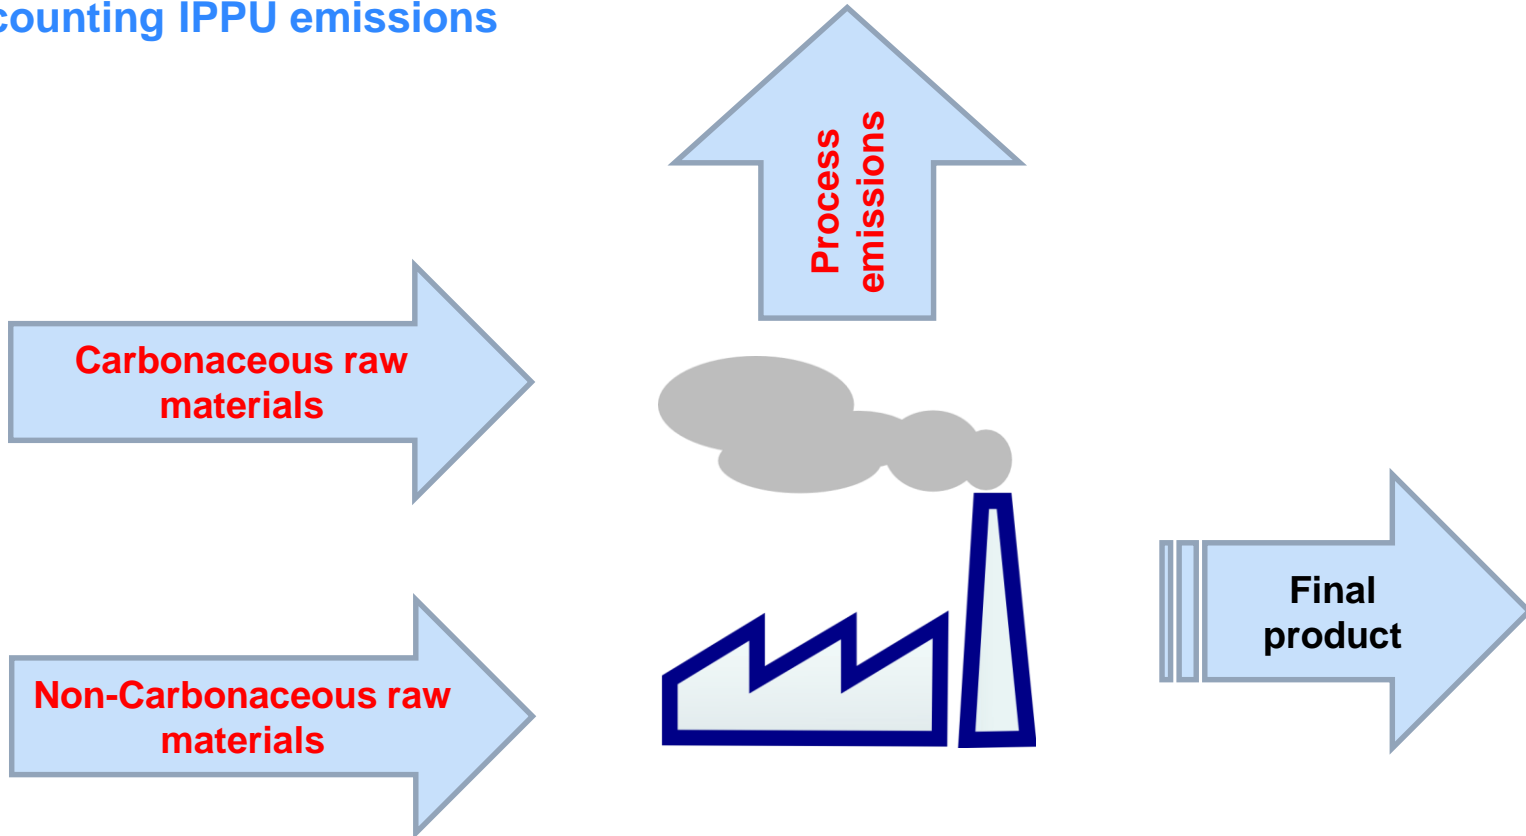 counting IPPU emissions
Process
emissions
Carbonaceous raw
materials
Non-Carbonaceous raw
materials
Final
product